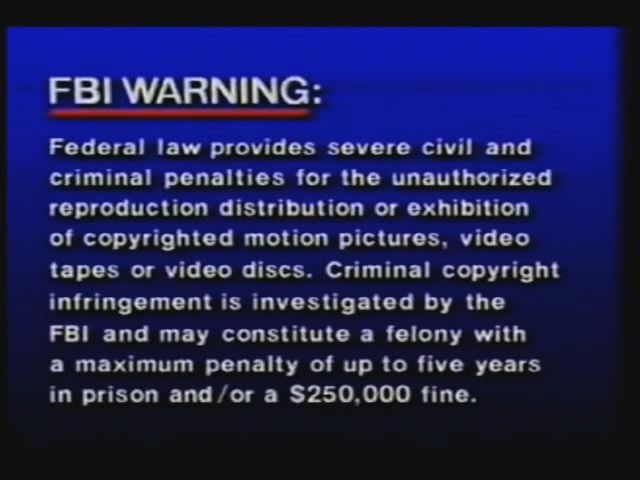 FBI WARNING:
Federal law provides severe civil and
criminal penalties for the unauthorized
reproduction distribution or exhibition
of copyrighted motion pictures, video
tapes or video discs. Criminal copyright
infringement is investigated by the
FBI and may constitute a felony with
a maximum penalty of up to five years
in prison and/or a $250,000 fine.